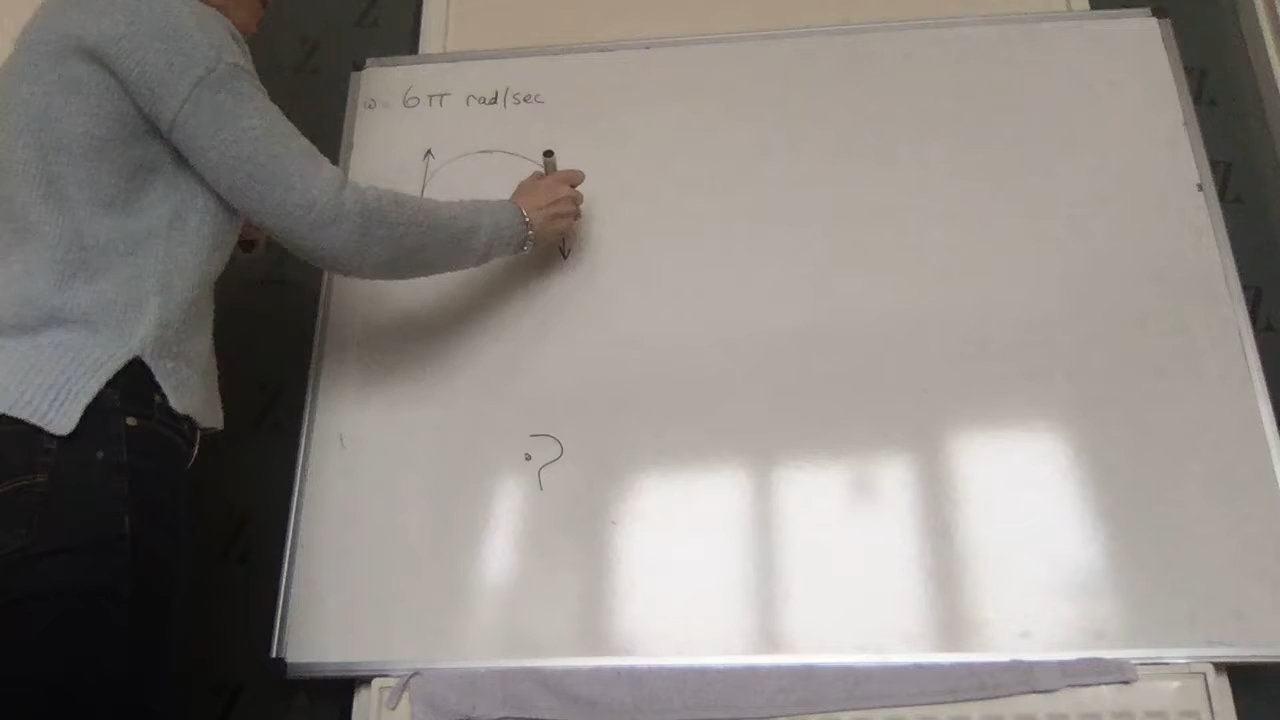 ω = 6π rad/sec
?